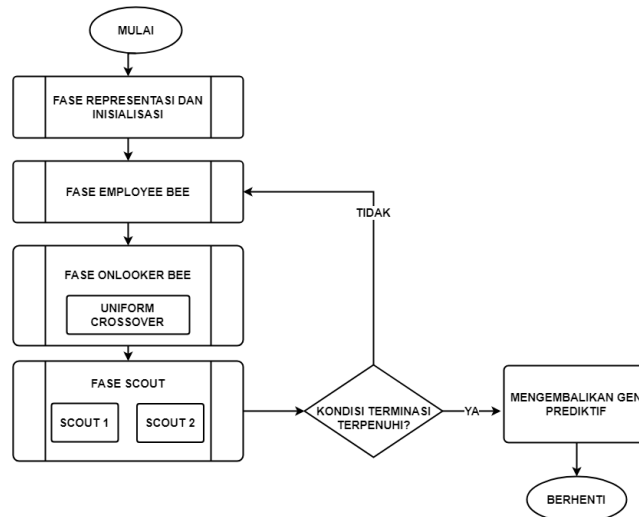 MULAI
FASE REPRESENTASI DAN
INISIALISASI
FASE EMPLOYEE BEE
TIDAK
FASE ONLOOKER BEE
UNIFORM
CROSSOVER
FASE SCOUT
SCOUT 1
SCOUT 2
KONDISI TERMINASI
TERPENUHI?
YA
MENGEMBALIKAN GEN
PREDIKTIF
BERHENTI